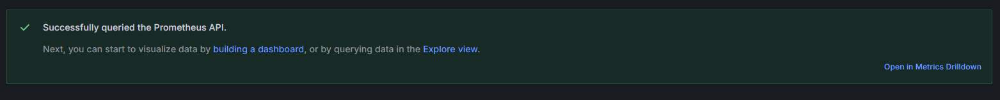 Successfully queried the Prometheus API.
Next, you can start to visualize data by building a dashboard, or by querying data in the Explore view.
Open in Metrics Drilldown